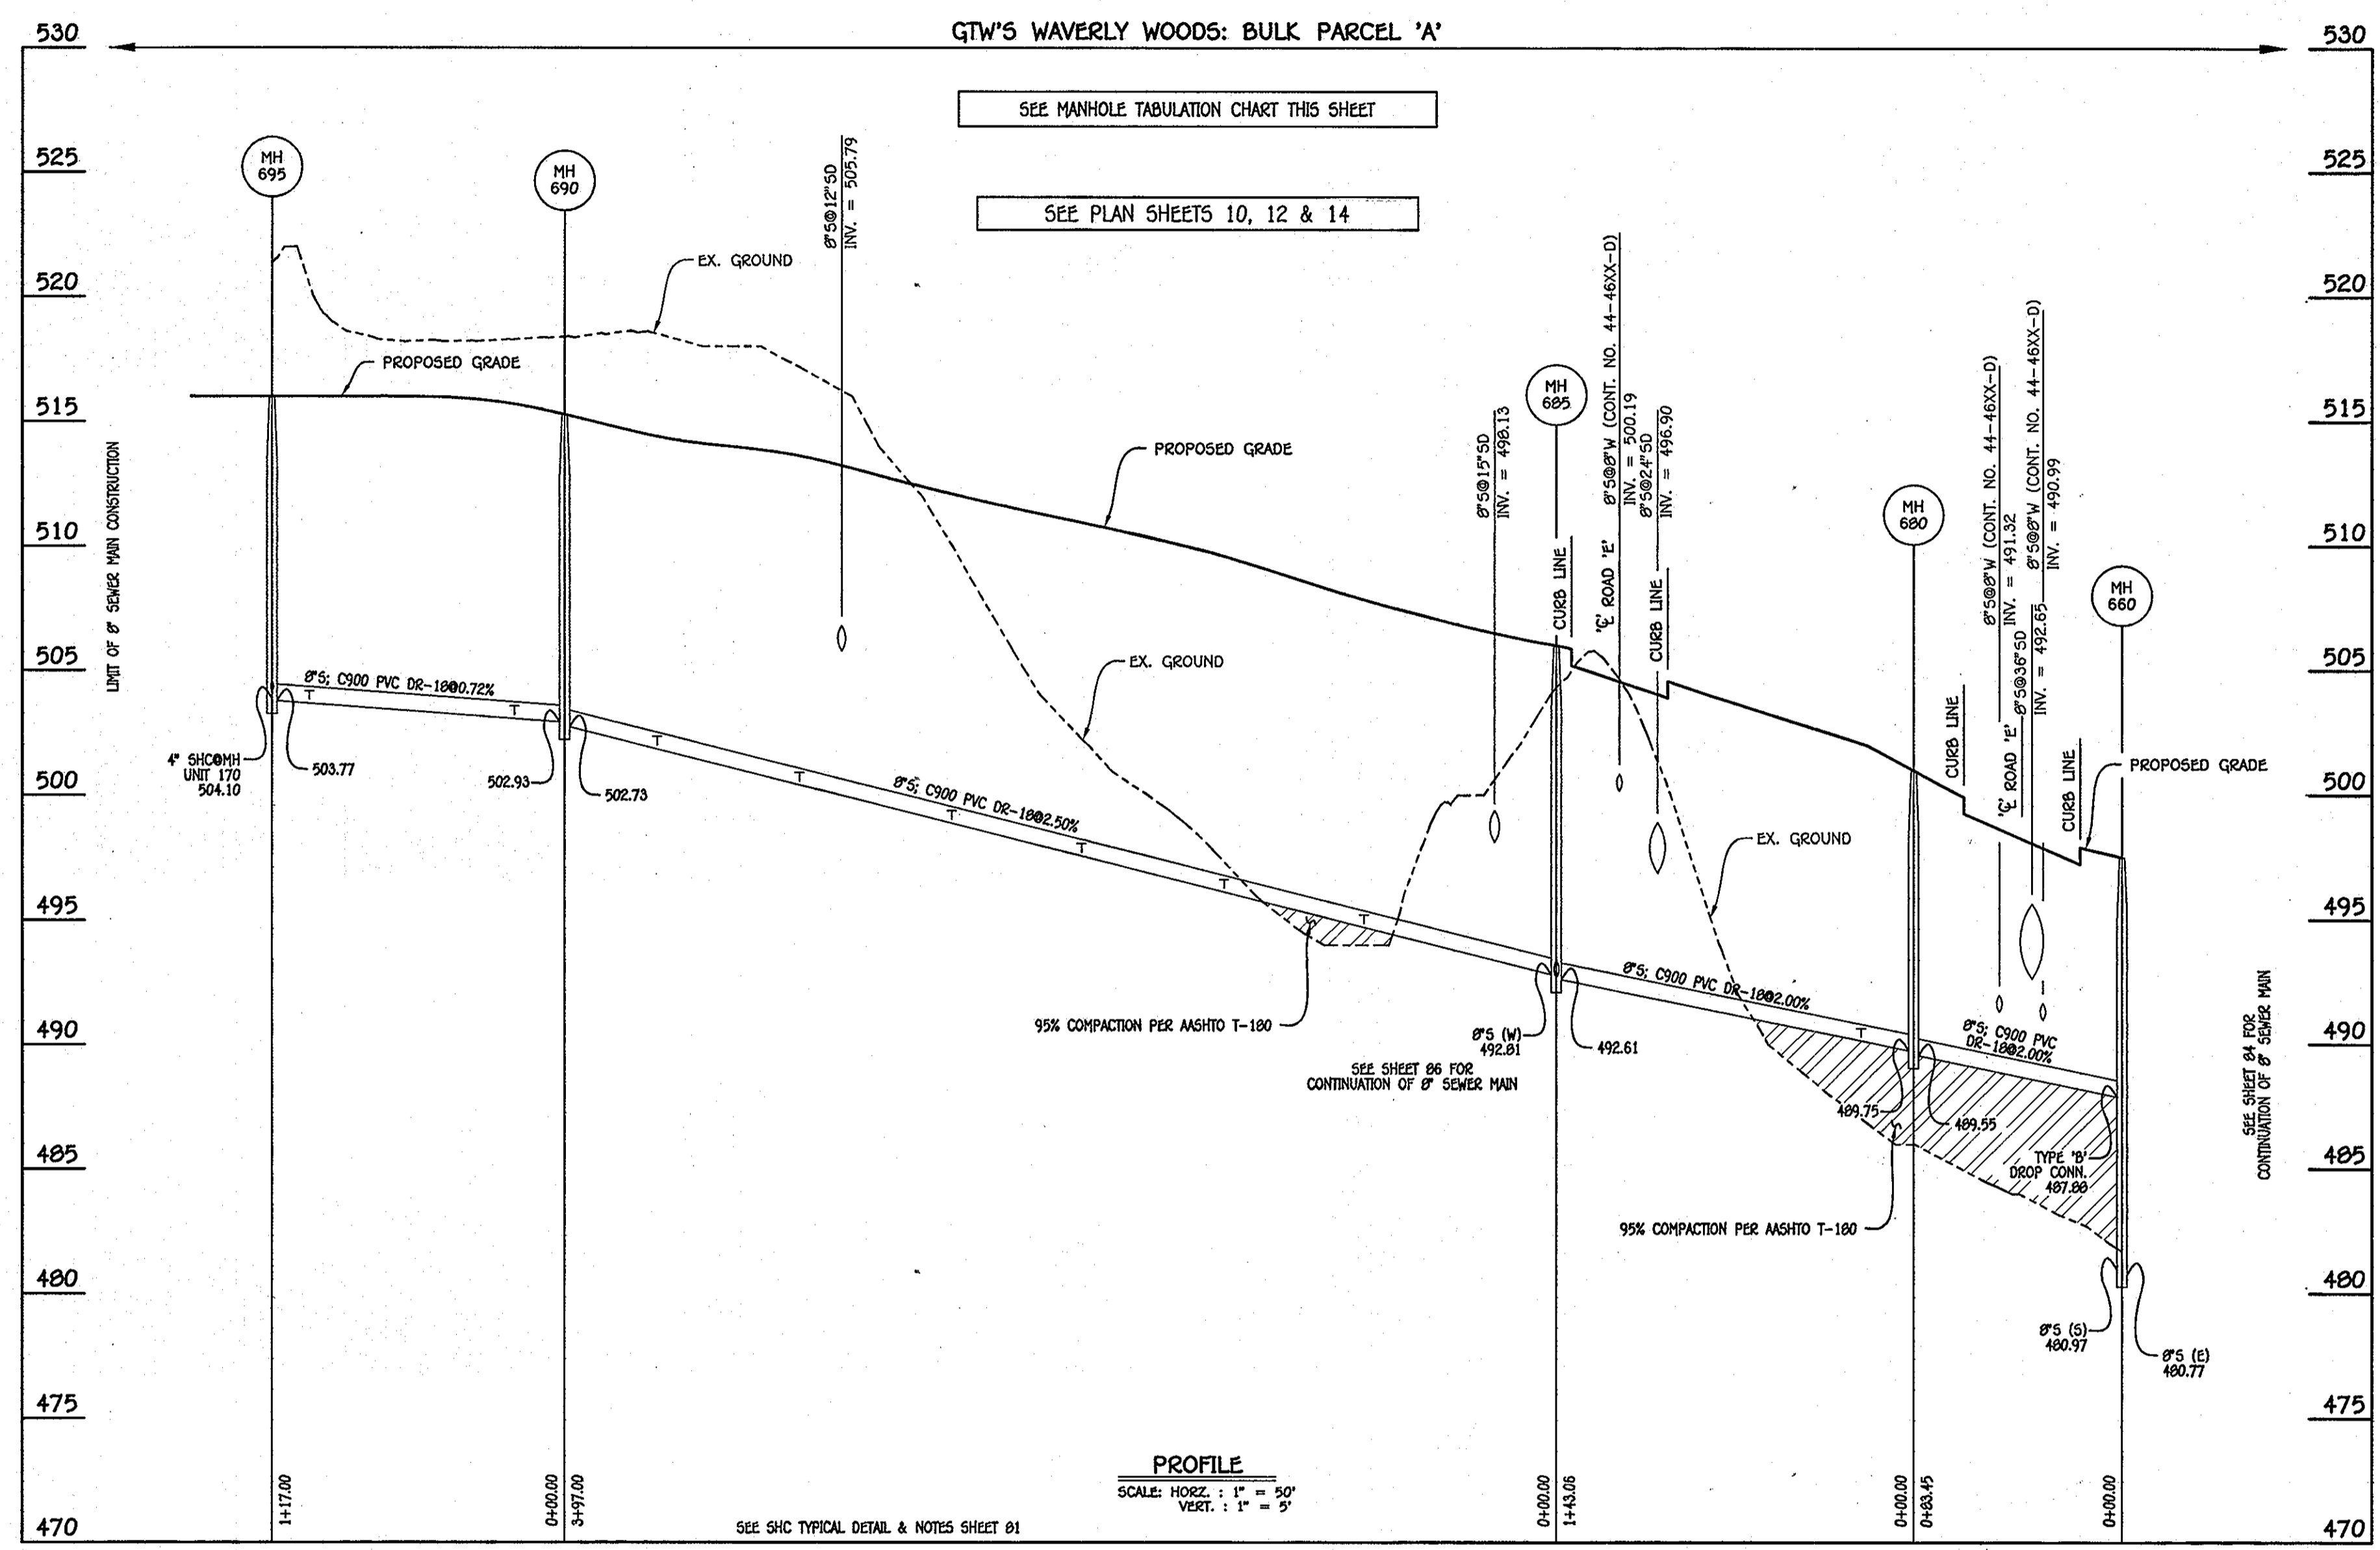 GTW'S WAVERLY WOODS: BULK PARCEL 'A'
530
530
SEE MANHOLE TABULATION CHART THIS SHEET
SEE PLAN SHEETS 10, 12 & 14
525
525
520
520
515
515
510
510
505
505
500
500
495
495
490
490
485
485
480
480
475
475
470
470
LIMIT OF 8" SEWER MAIN CONSTRUCTION
MH
695
MH
690
8"S@12"SD
INV. = 505.79
EX. GROUND
PROPOSED GRADE
PROPOSED GRADE
EX. GROUND
8"S; C900 PVC DR-18@0.72%
4" SHC@MH
UNIT 170
504.10
503.77
502.93
502.73
8"S; C900 PVC DR-18@2.50%
T
T
T
T
T
T
T
T
T
95% COMPACTION PER AASHTO T-180
8"S@15"SD
INV. = 498.13
MH
685
CURB LINE
℄ ROAD 'E'
8"S@8"W (CONT. NO. 44-46XX-D)
INV. = 500.19
8"S@24"SD
INV. = 496.90
CURB LINE
8"S (W)
492.81
492.61
SEE SHEET 86 FOR
CONTINUATION OF 8" SEWER MAIN
8"S; C900 PVC DR-18@2.00%
EX. GROUND
MH
680
CURB LINE
8"S@8"W (CONT. NO. 44-46XX-D)
INV. = 491.32
℄ ROAD 'E'
8"S@36"SD
INV. = 492.65
8"S@8"W (CONT. NO. 44-46XX-D)
INV. = 490.99
CURB LINE
MH
660
PROPOSED GRADE
8"S; C900 PVC
DR-18@2.00%
489.75
489.55
TYPE 'B'
DROP CONN.
487.88
95% COMPACTION PER AASHTO T-180
8"S (S)
480.97
8"S (E)
480.77
SEE SHEET 84 FOR
CONTINUATION OF 8" SEWER MAIN
1+17.00
0+00.00
3+97.00
0+00.00
1+43.06
0+00.00
0+83.45
0+00.00
PROFILE
SCALE: HORZ. : 1" = 50'
VERT. : 1" = 5'
SEE SHC TYPICAL DETAIL & NOTES SHEET 81